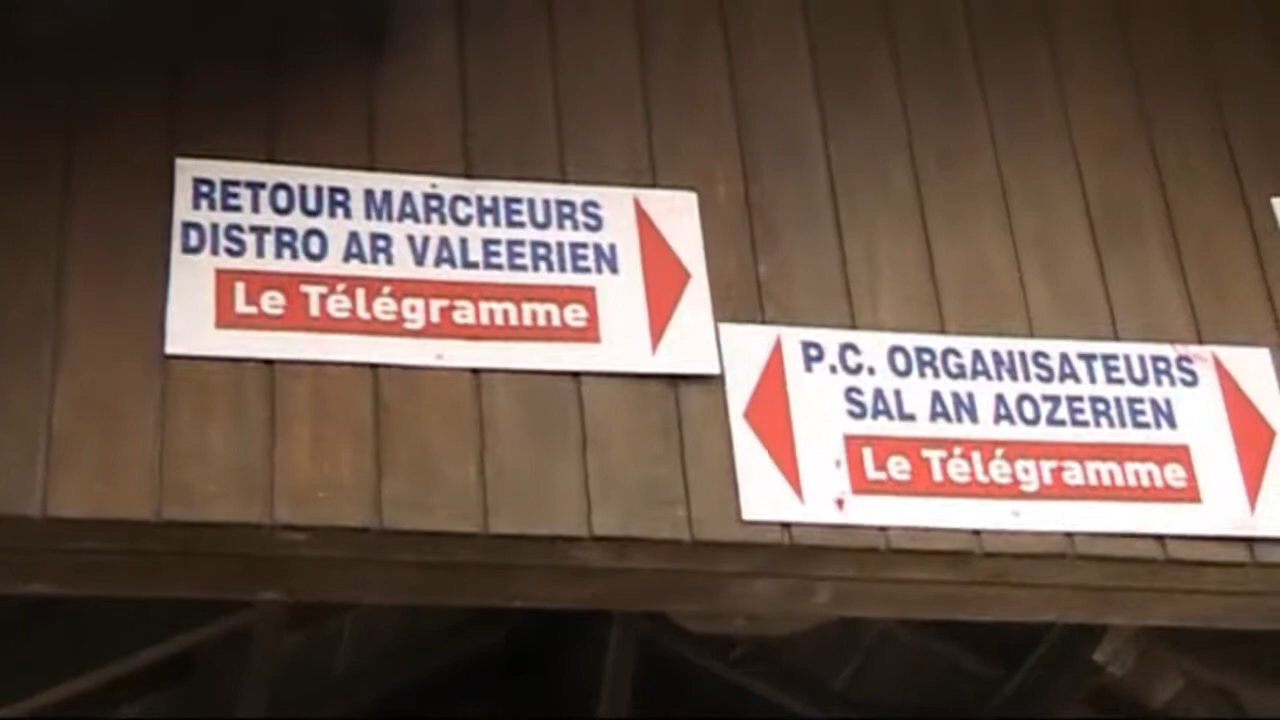 RETOUR MARCHEURS
DISTRO AR VALEERIEN
Le Télégramme
P.C. ORGANISATEURS
SAL AN AOZERIEN
Le Télégramme